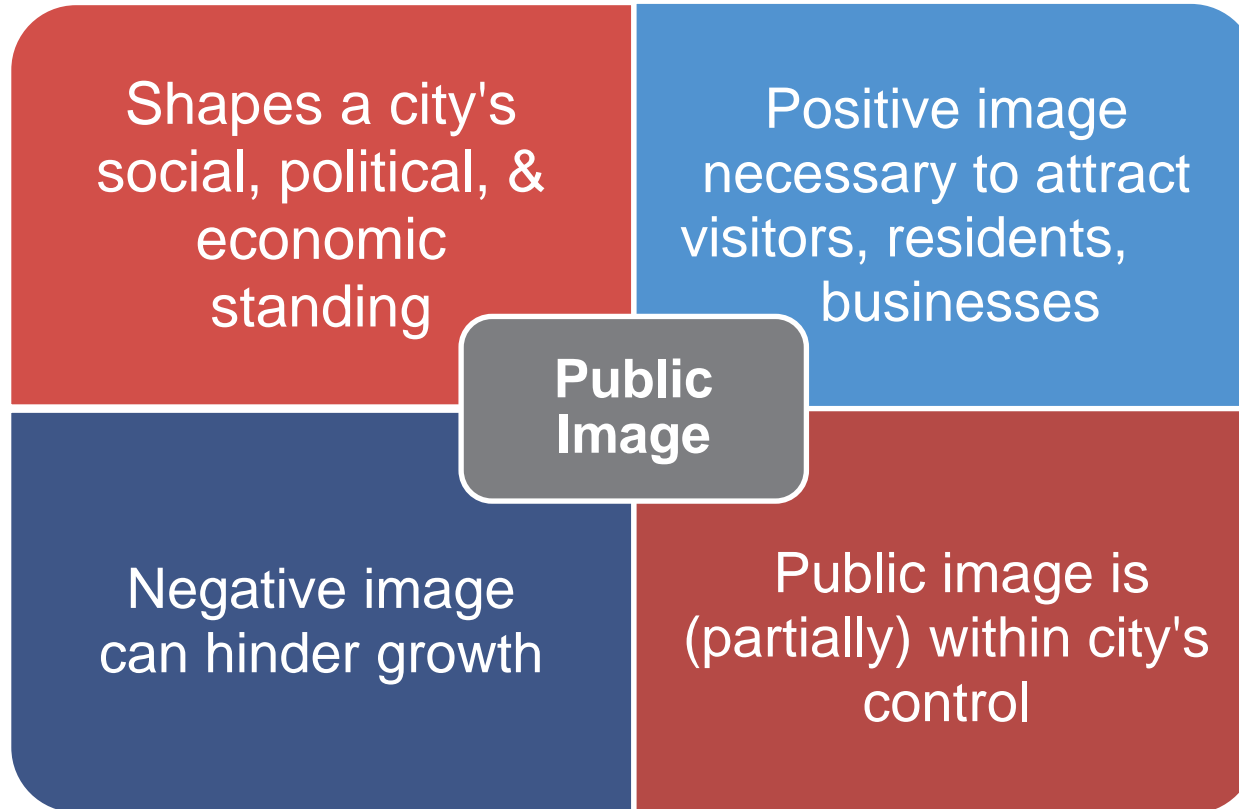 Shapes a city's
social, political, &
economic
standing
Positive image
necessary to attract
visitors, residents,
businesses
Public
Image
Negative image
can hinder growth
Public image is
(partially) within city's
control